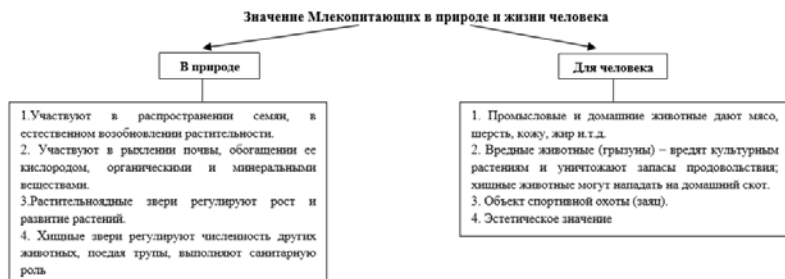 Значение Млекопитающих в природе и жизни человека
В природе
1.Участвуют в распространении семян, в
естественном возобновлении растительности.
2. Участвуют в рыхлении почвы, обогащении ее
кислородом, органическими и минеральными
веществами.
3.Растительноядные звери регулируют рост и
развитие растений.
4. Хищные звери регулируют численность других
животных, поедая трупы, выполняют санитарную
роль
Для человека
1. Промысловые и домашние животные дают мясо,
шерсть, кожу, жир и.т.д.
2. Вредные животные (грызуны) – вредят культурным
растениям и уничтожают запасы продовольствия;
хищные животные могут нападать на домашний скот.
3. Объект спортивной охоты (заяц).
4. Эстетическое значение